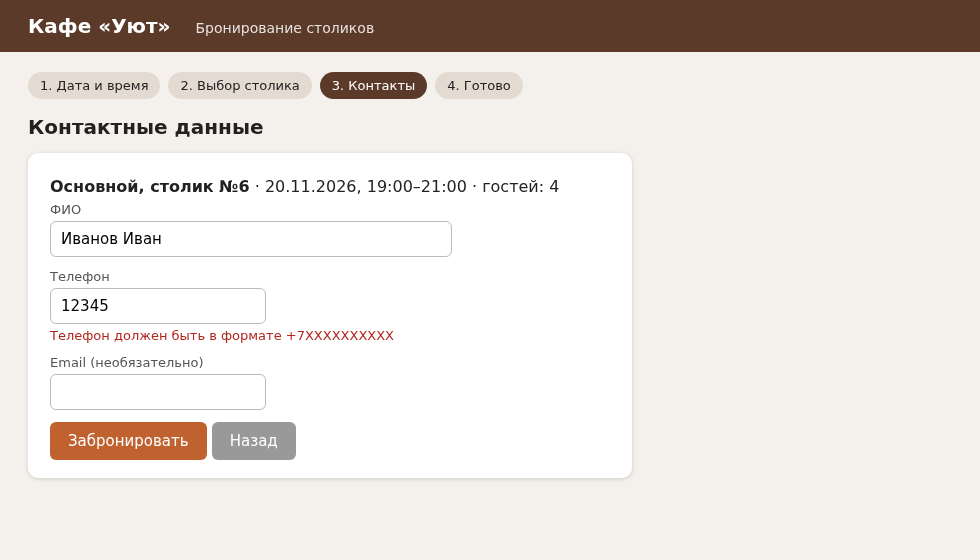 Кафе «Уют» Бронирование столиков
1. Дата и время 2. Выбор столика 3. Контакты 4. Готово
Контактные данные
Основной, столик №6 · 20.11.2026, 19:00–21:00 · гостей: 4
ФИО
Иванов Иван
Телефон
12345
Телефон должен быть в формате +7XXXXXXXXXX
Email (необязательно)
Забронировать Назад